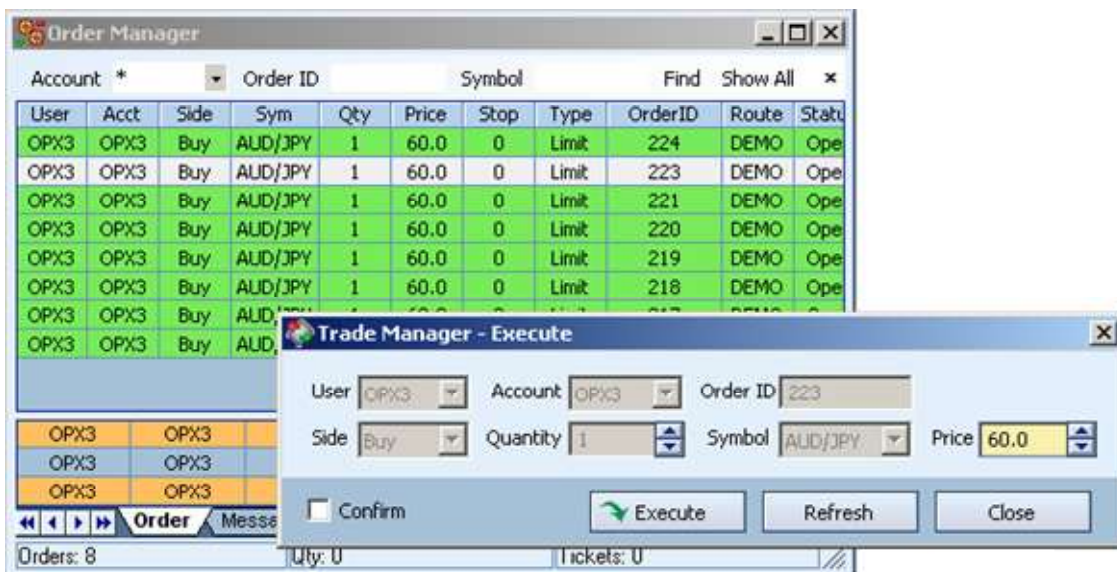 Order Manager
Account * Order ID Symbol Find Show All
User Acct Side Sym Qty Price Stop Type OrderID Route Statu
OPX3 OPX3 Buy AUD/JPY 1 60.0 0 Limit 224 DEMO Ope
OPX3 OPX3 Buy AUD/JPY 1 60.0 0 Limit 223 DEMO Ope
OPX3 OPX3 Buy AUD/JPY 1 60.0 0 Limit 221 DEMO Ope
OPX3 OPX3 Buy AUD/JPY 1 60.0 0 Limit 220 DEMO Ope
OPX3 OPX3 Buy AUD/JPY 1 60.0 0 Limit 219 DEMO Ope
OPX3 OPX3 Buy AUD/JPY 1 60.0 0 Limit 218 DEMO Ope
OPX3 OPX3 Buy
OPX3 OPX3 Buy AUD
Trade Manager - Execute
User OPX3 Account OPX3 Order ID 223
Side Buy Quantity 1 Symbol AUD/JPY Price 60.0
Confirm Execute Refresh Close
OPX3 OPX3
OPX3 OPX3
OPX3 OPX3
Order Messa
Orders: 8 Qty: 0 Tickets: 0